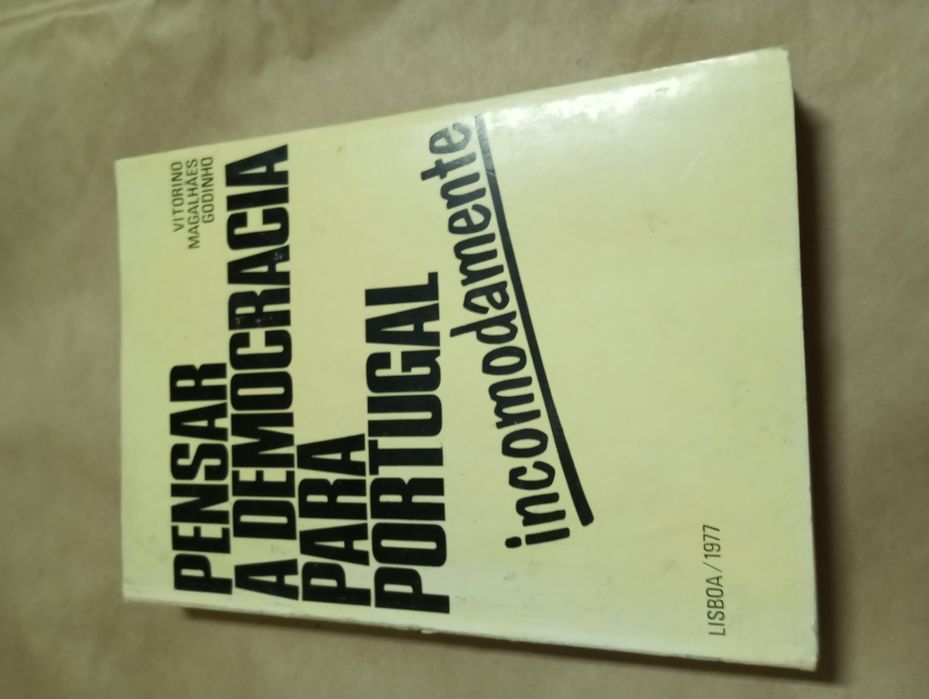 VITORINO
MAGALHÃES
GODINHO
PENSAR
A DEMOCRACIA
PARA
PORTUGAL
incomodamente
LISBOA/1977